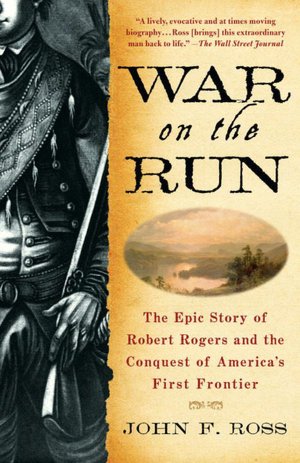 "A lively, evocative and at times moving
biography...Ross [brings] this extraordinary
man back to life."—The Wall Street Journal
WAR
on the
RUN
The Epic Story of
Robert Rogers and the
Conquest of America's
First Frontier
JOHN F. ROSS